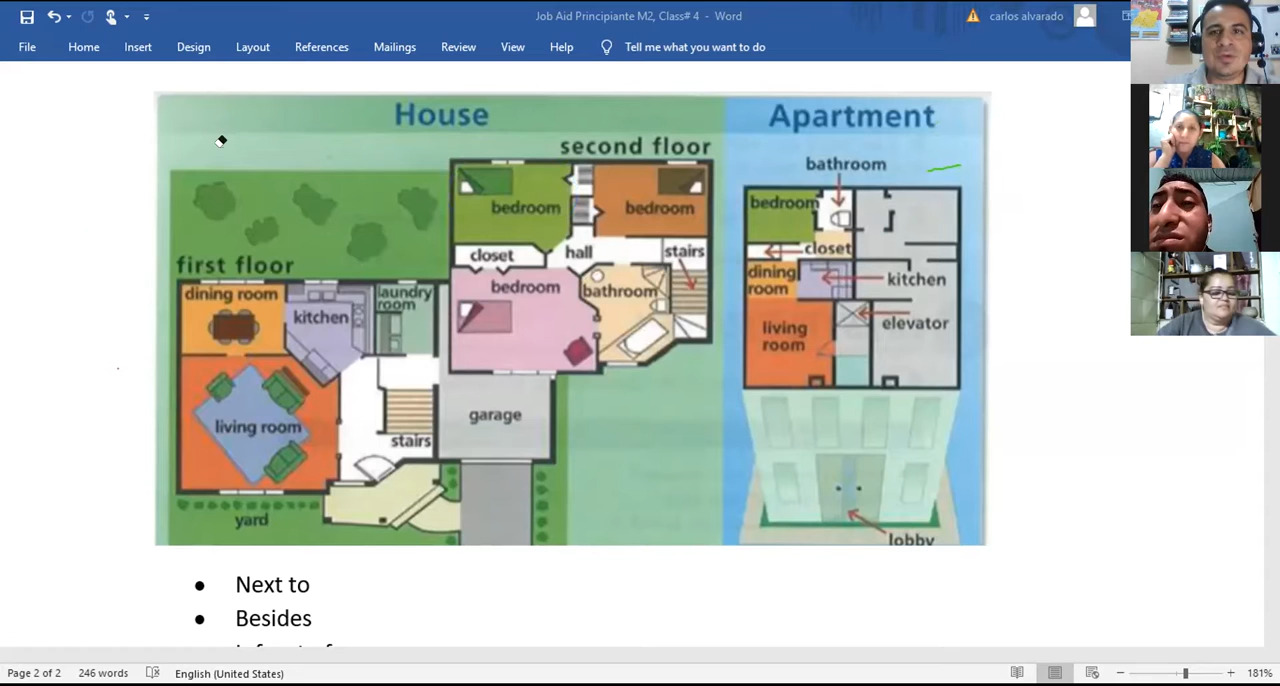 Job Aid Principiante M2, Class# 4 - Word
carlos alvarado
File Home Insert Design Layout References Mailings Review View Help Tell me what you want to do
House
Apartment
second floor
bathroom
bedroom
bedroom
bedroom
closet
hall
stairs
closet
first floor
bedroom
bathroom
dining room
kitchen
laundry
room
dining
room
kitchen
elevator
living
room
living room
garage
stairs
yard
lobby
● Next to
● Besides
Page 2 of 2 246 words English (United States) 181%